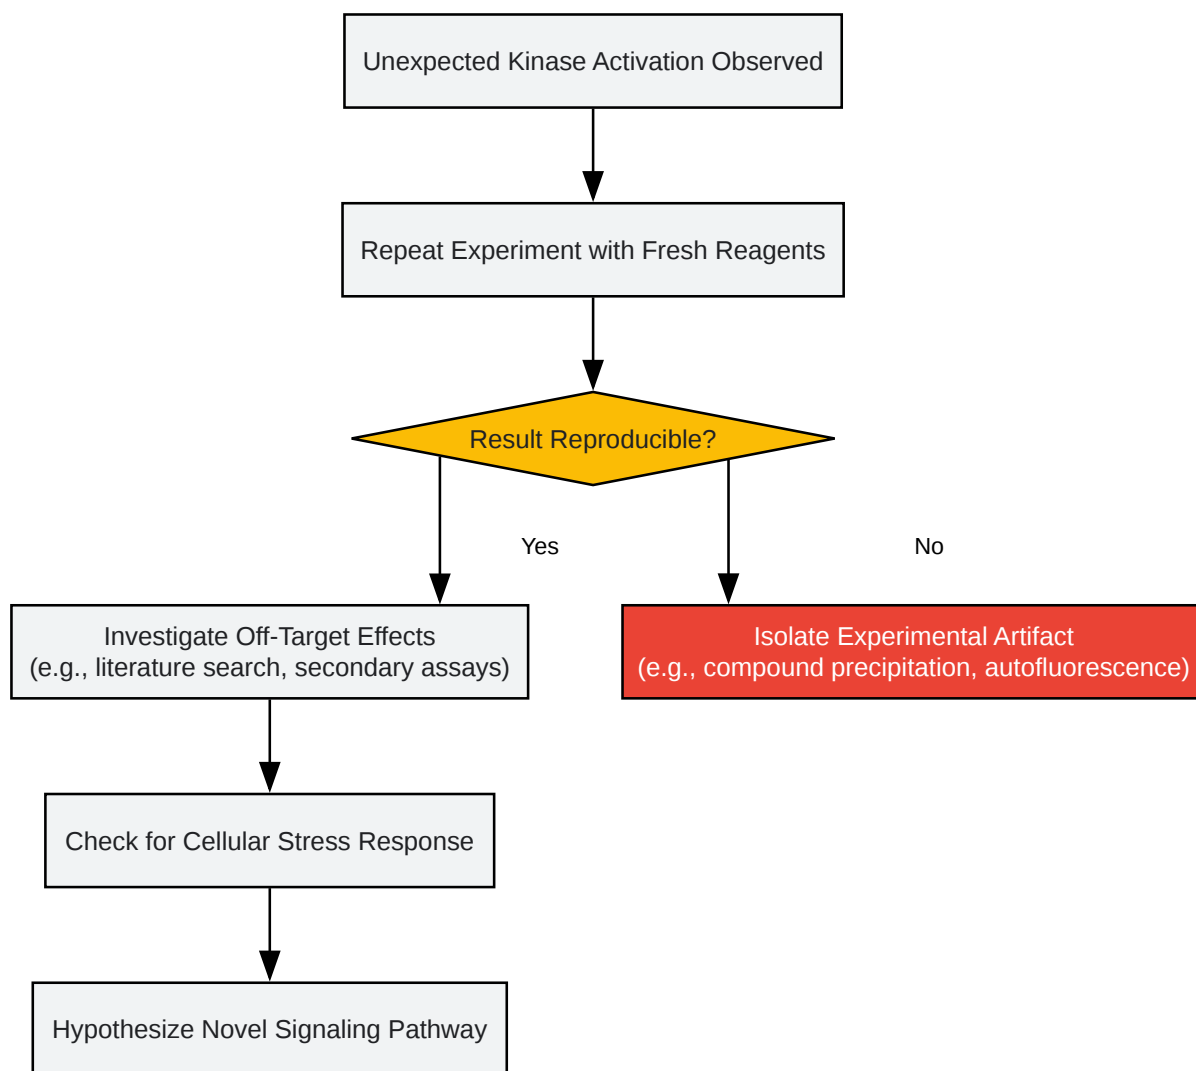 Unexpected Kinase Activation Observed
Repeat Experiment with Fresh Reagents
Result Reproducible?
Yes
No
Investigate Off-Target Effects
(e.g., literature search, secondary assays)
Isolate Experimental Artifact
(e.g., compound precipitation, autofluorescence)
Check for Cellular Stress Response
Hypothesize Novel Signaling Pathway